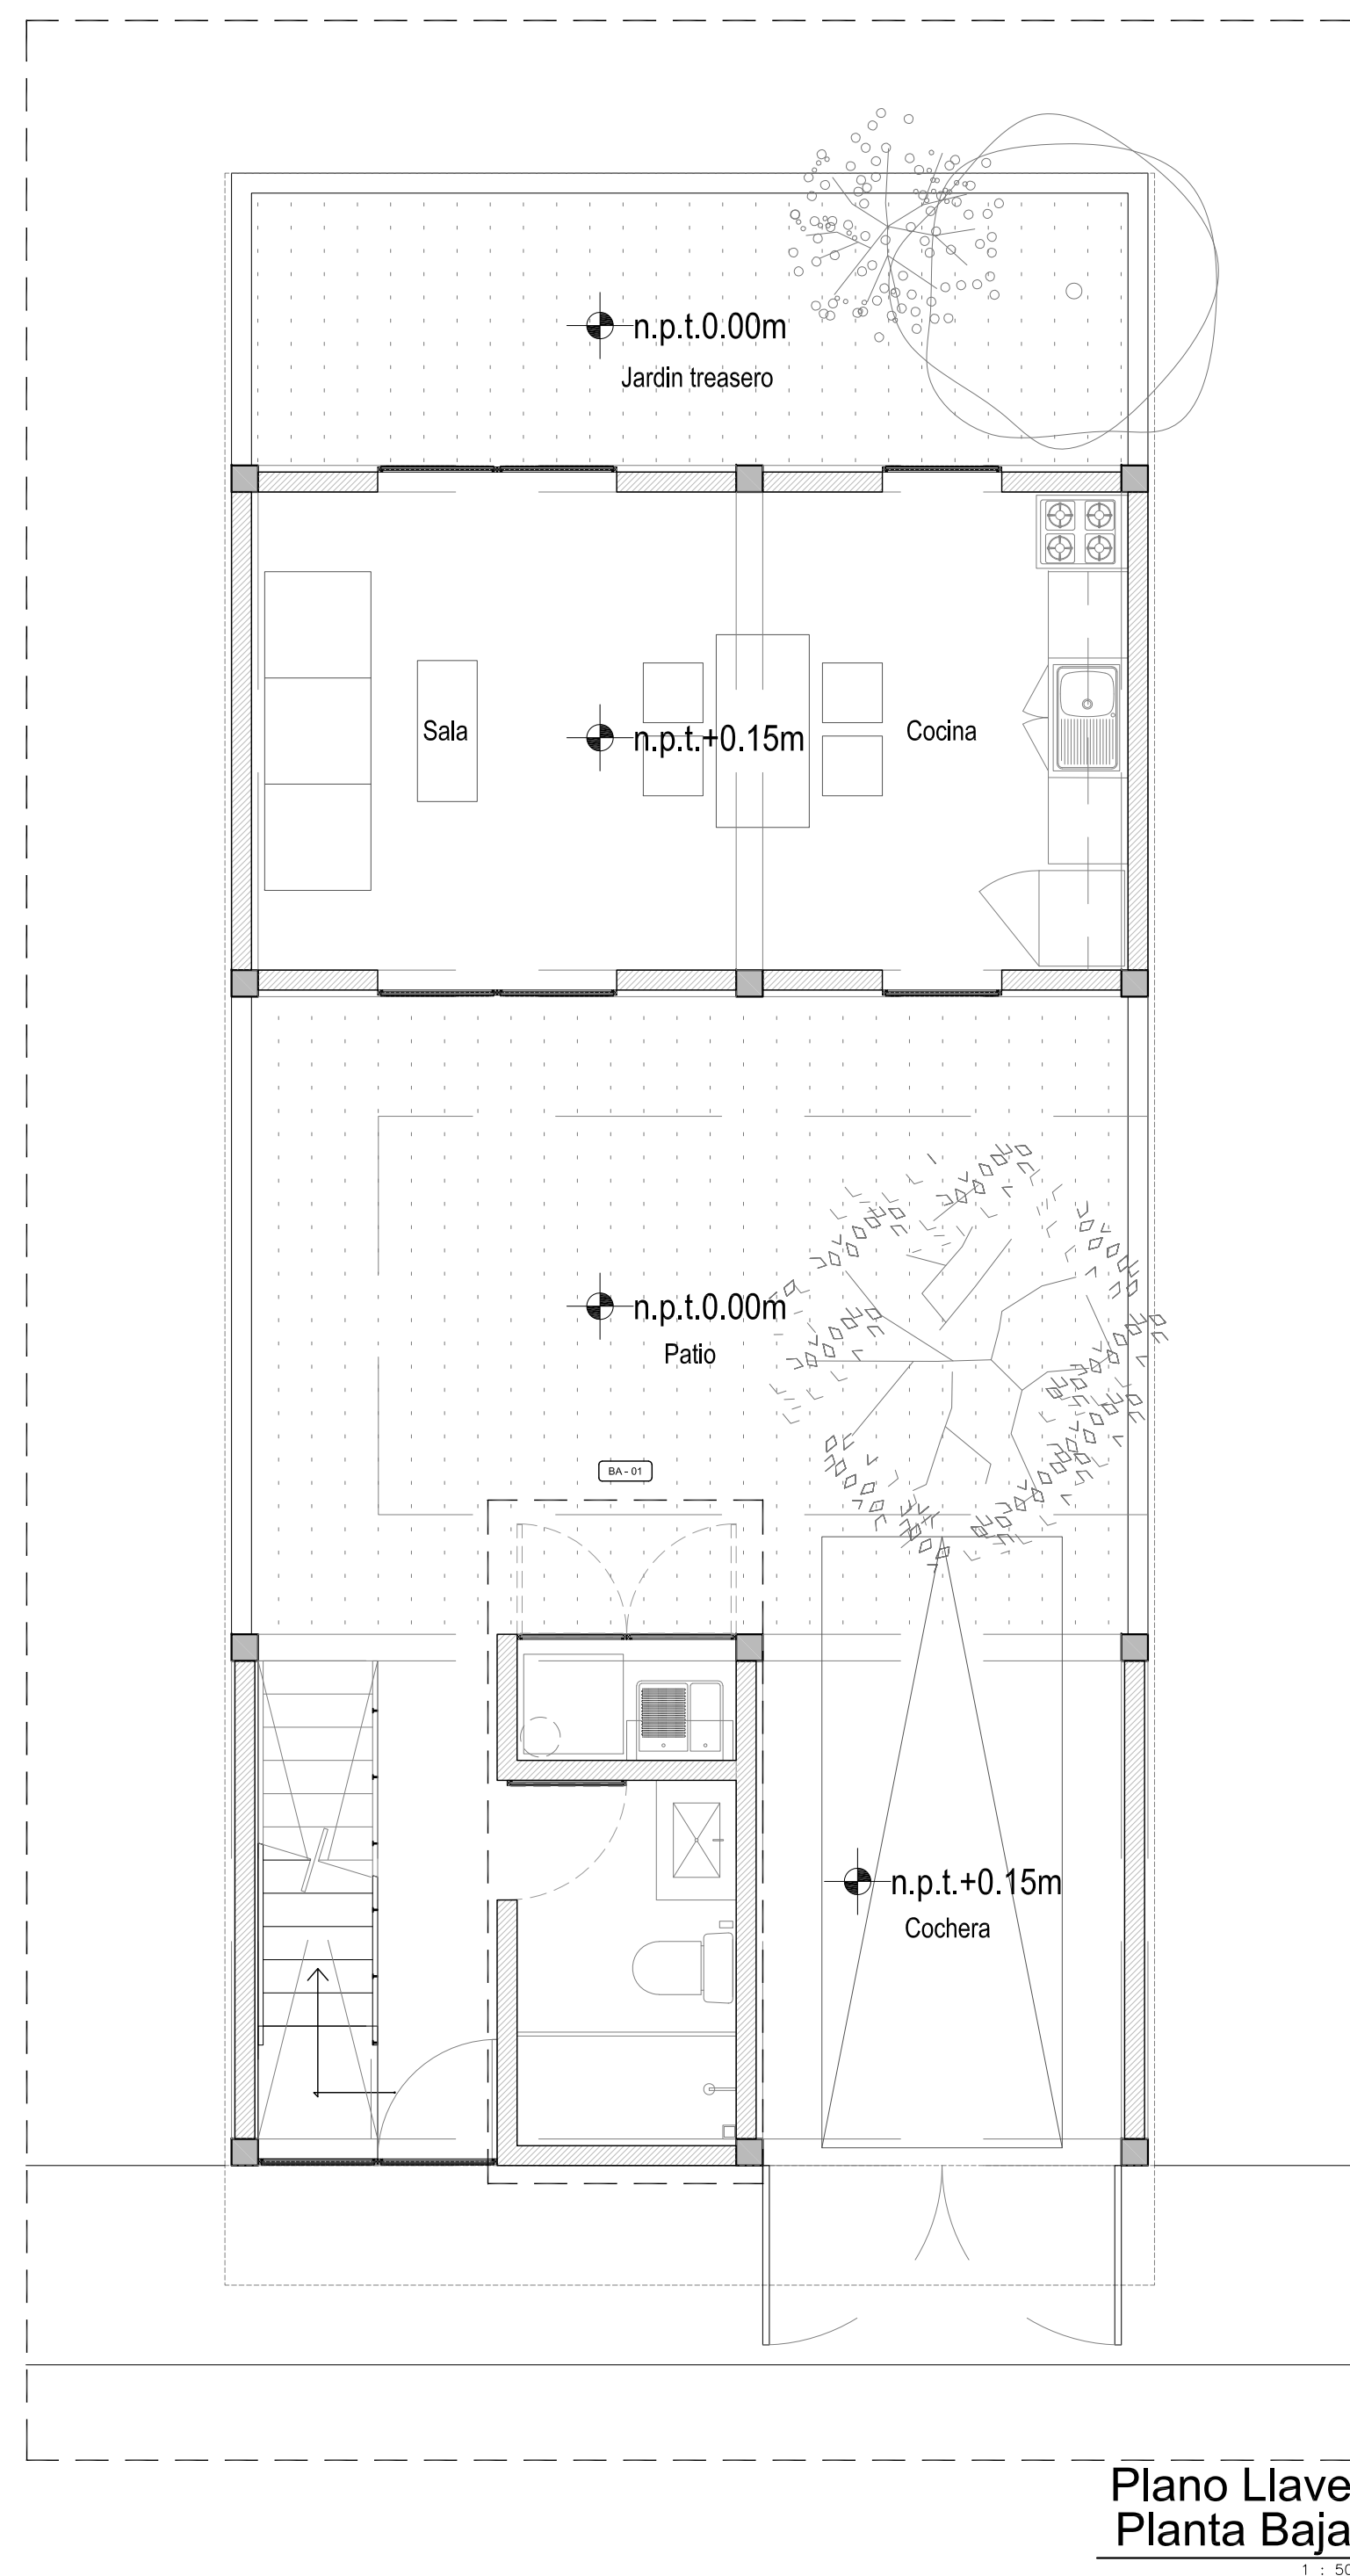 n.p.t.0.00m
Jardin treasero
Sala
n.p.t.+0.15m
Cocina
n.p.t.0.00m
Patio
BA - 01
n.p.t.+0.15m
Cochera
Plano Llave
Planta Baja
1 : 50